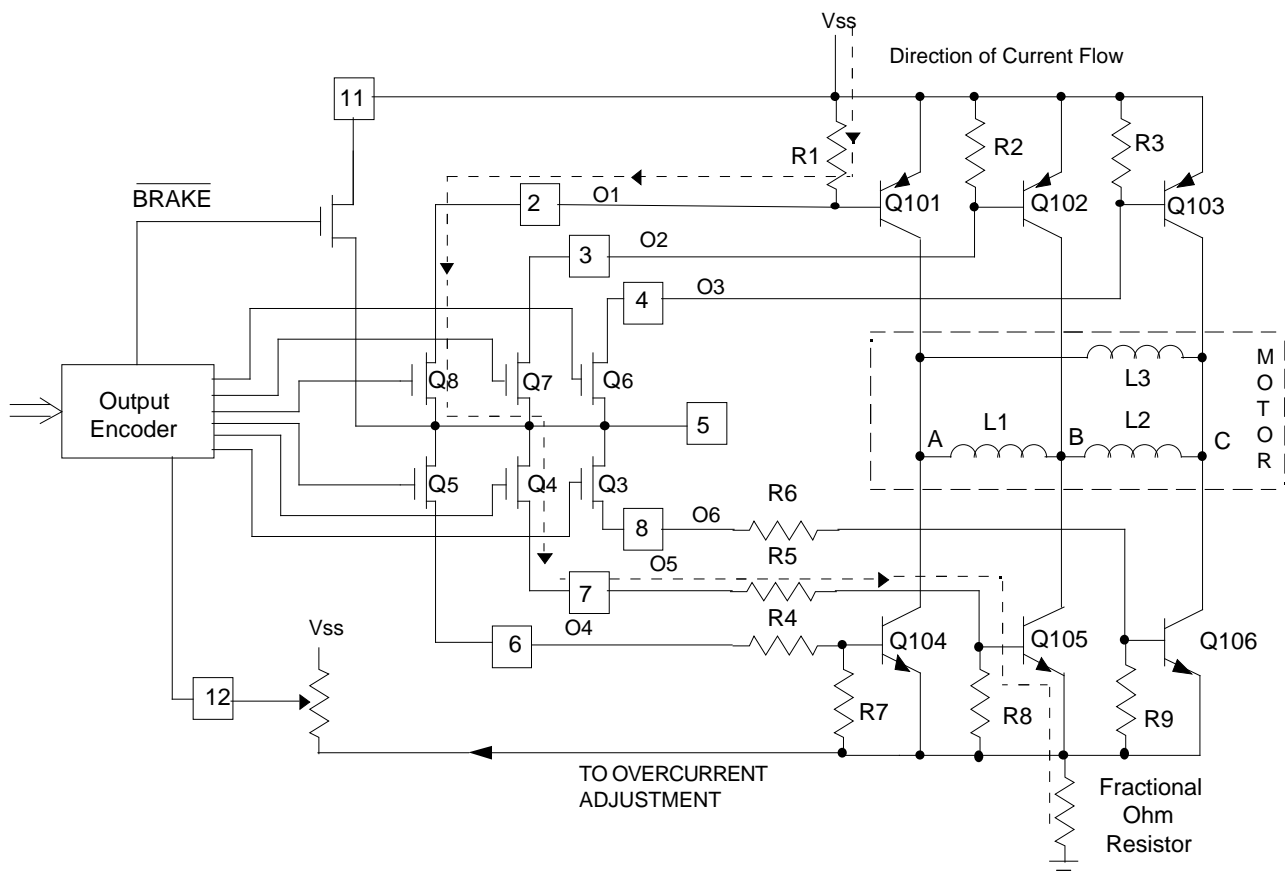 Vss
Direction of Current Flow
11
R1
R2
R3
BRAKE
2
O1
Q101
Q102
Q103
3
O2
4
O3
Output
Encoder
Q8
Q7
Q6
5
L3
MOTOR
A
L1
B
L2
C
Q5
Q4
Q3
8
O6
R6
O5
R5
7
O4
R4
6
Q104
Q105
Q106
Vss
12
R7
R8
R9
TO OVERCURRENT
ADJUSTMENT
Fractional
Ohm
Resistor